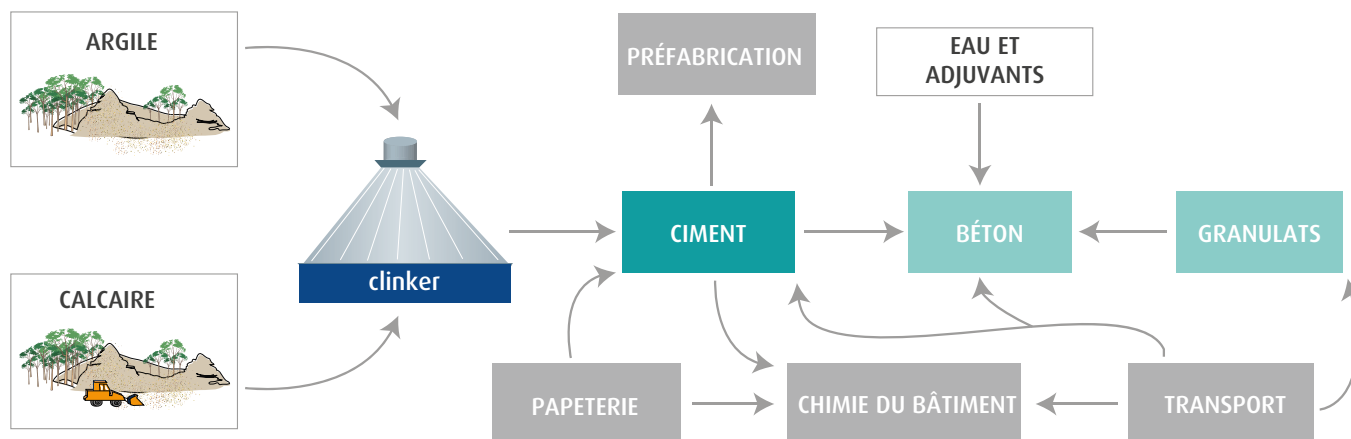 ARGILE
PRÉFABRICATION
EAU ET
ADJUVANTS
CIMENT
BÉTON
GRANULATS
clinker
CALCAIRE
PAPETERIE
CHIMIE DU BÂTIMENT
TRANSPORT